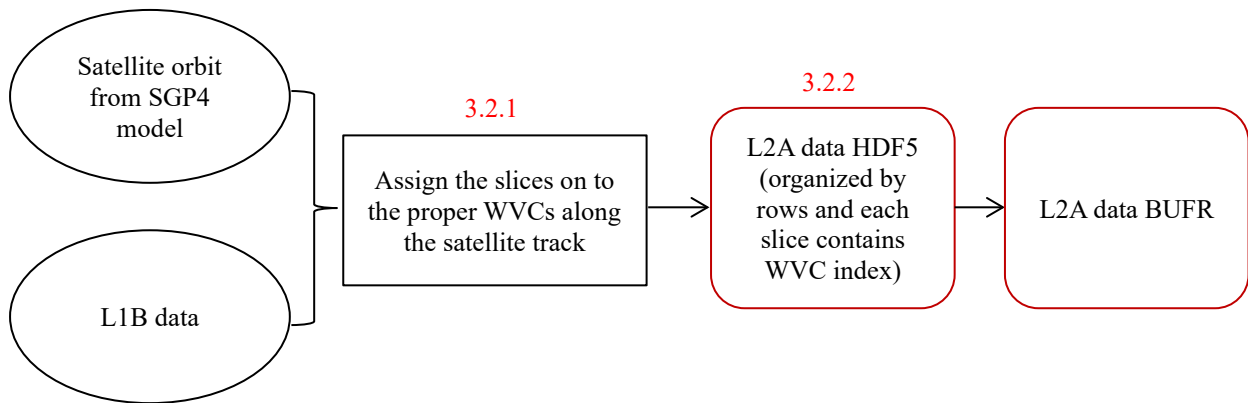 Satellite orbit
from SGP4
model
L1B data
3.2.1
Assign the slices on to
the proper WVCs along
the satellite track
3.2.2
L2A data HDF5
(organized by
rows and each
slice contains
WVC index)
L2A data BUFR